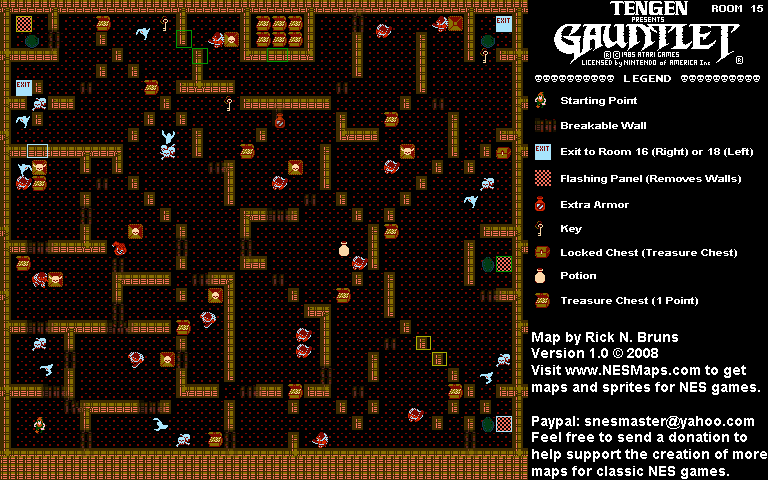 EXIT
EXIT
TENGEN
ROOM 15
PRESENTS
GAUNTLET
®©1985 ATARI GAMES
LICENSED by NINTENDO of AMERICA Inc
®
LEGEND
Starting Point
Breakable Wall
EXIT
Exit to Room 16 (Right) or 18 (Left)
Flashing Panel (Removes Walls)
Extra Armor
Key
Locked Chest (Treasure Chest)
Potion
Treasure Chest (1 Point)
Map by Rick N. Bruns
Version 1.0 © 2008
Visit www.NESMaps.com to get
maps and sprites for NES games.
Paypal: snesmaster@yahoo.com
Feel free to send a donation to
help support the creation of more
maps for classic NES games.